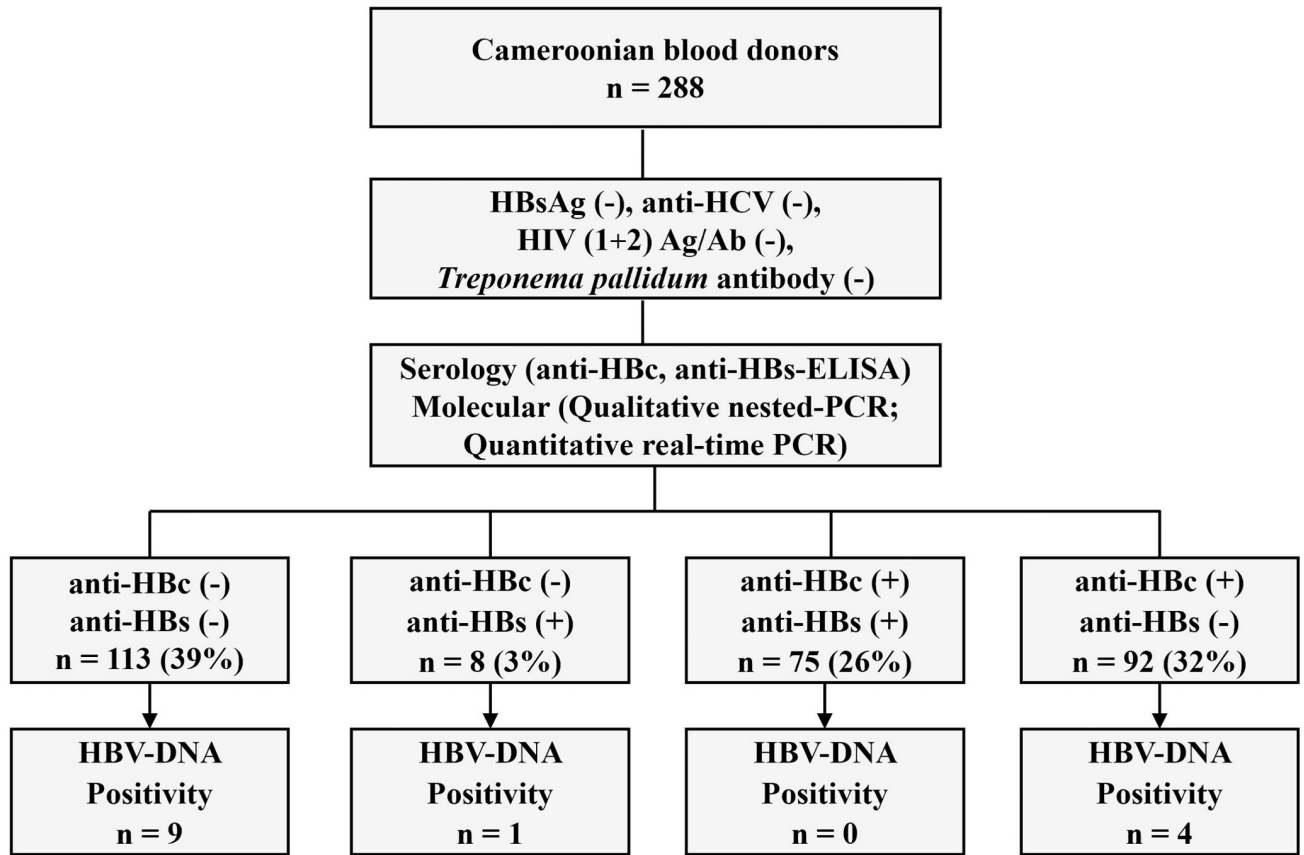 Cameroonian blood donors
n = 288
HBsAg (-), anti-HCV (-),
HIV (1+2) Ag/Ab (-),
Treponema pallidum antibody (-)
Serology (anti-HBc, anti-HBs-ELISA)
Molecular (Qualitative nested-PCR;
Quantitative real-time PCR)
anti-HBc (-)
anti-HBs (-)
n = 113 (39%)
anti-HBc (-)
anti-HBs (+)
n = 8 (3%)
anti-HBc (+)
anti-HBs (+)
n = 75 (26%)
anti-HBc (+)
anti-HBs (-)
n = 92 (32%)
HBV-DNA
Positivity
n = 9
HBV-DNA
Positivity
n = 1
HBV-DNA
Positivity
n = 0
HBV-DNA
Positivity
n = 4